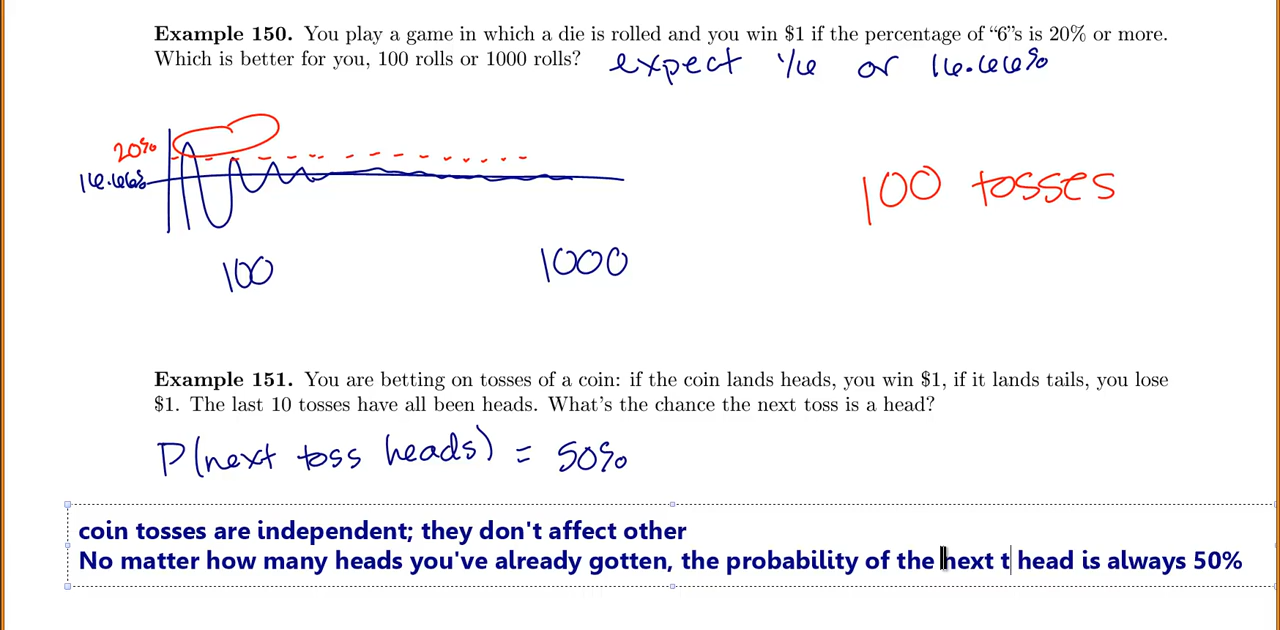 Example 150. You play a game in which a die is rolled and you win $1 if the percentage of “6”s is 20% or more.
Which is better for you, 100 rolls or 1000 rolls? expect 1/6 or 16.66%
20%
16.66%
100 tosses
100 1000
Example 151. You are betting on tosses of a coin: if the coin lands heads, you win $1, if it lands tails, you lose
$1. The last 10 tosses have all been heads. What’s the chance the next toss is a head?
P(next toss heads) = 50%
coin tosses are independent; they don't affect other
No matter how many heads you've already gotten, the probability of the next t head is always 50%